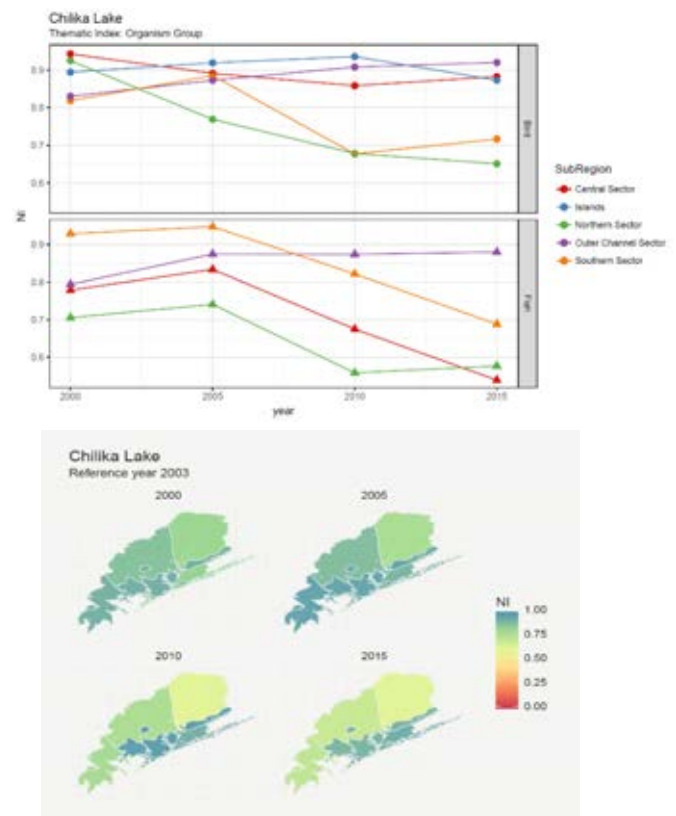 Chilika Lake
Thematic Index: Organism Group
0.9
0.8
0.7
0.6
Bird
NI
0.9
0.8
0.7
0.6
Fish
2000
2005
2010
2015
year
SubRegion
Central Sector
Islands
Northern Sector
Outer Channel Sector
Southern Sector
Chilika Lake
Reference year 2003
2000
2005
2010
2015
NI
1.00
0.75
0.50
0.25
0.00